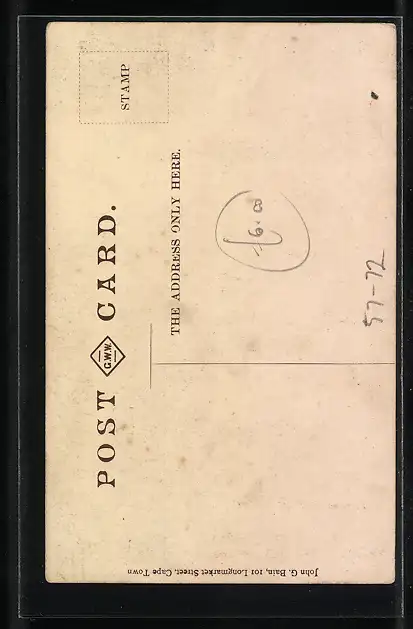 POST G.W.W. CARD.
STAMP
THE ADDRESS ONLY HERE.
£6.8
57-72
John G. Bain, 101 Longmarket Street, Cape Town